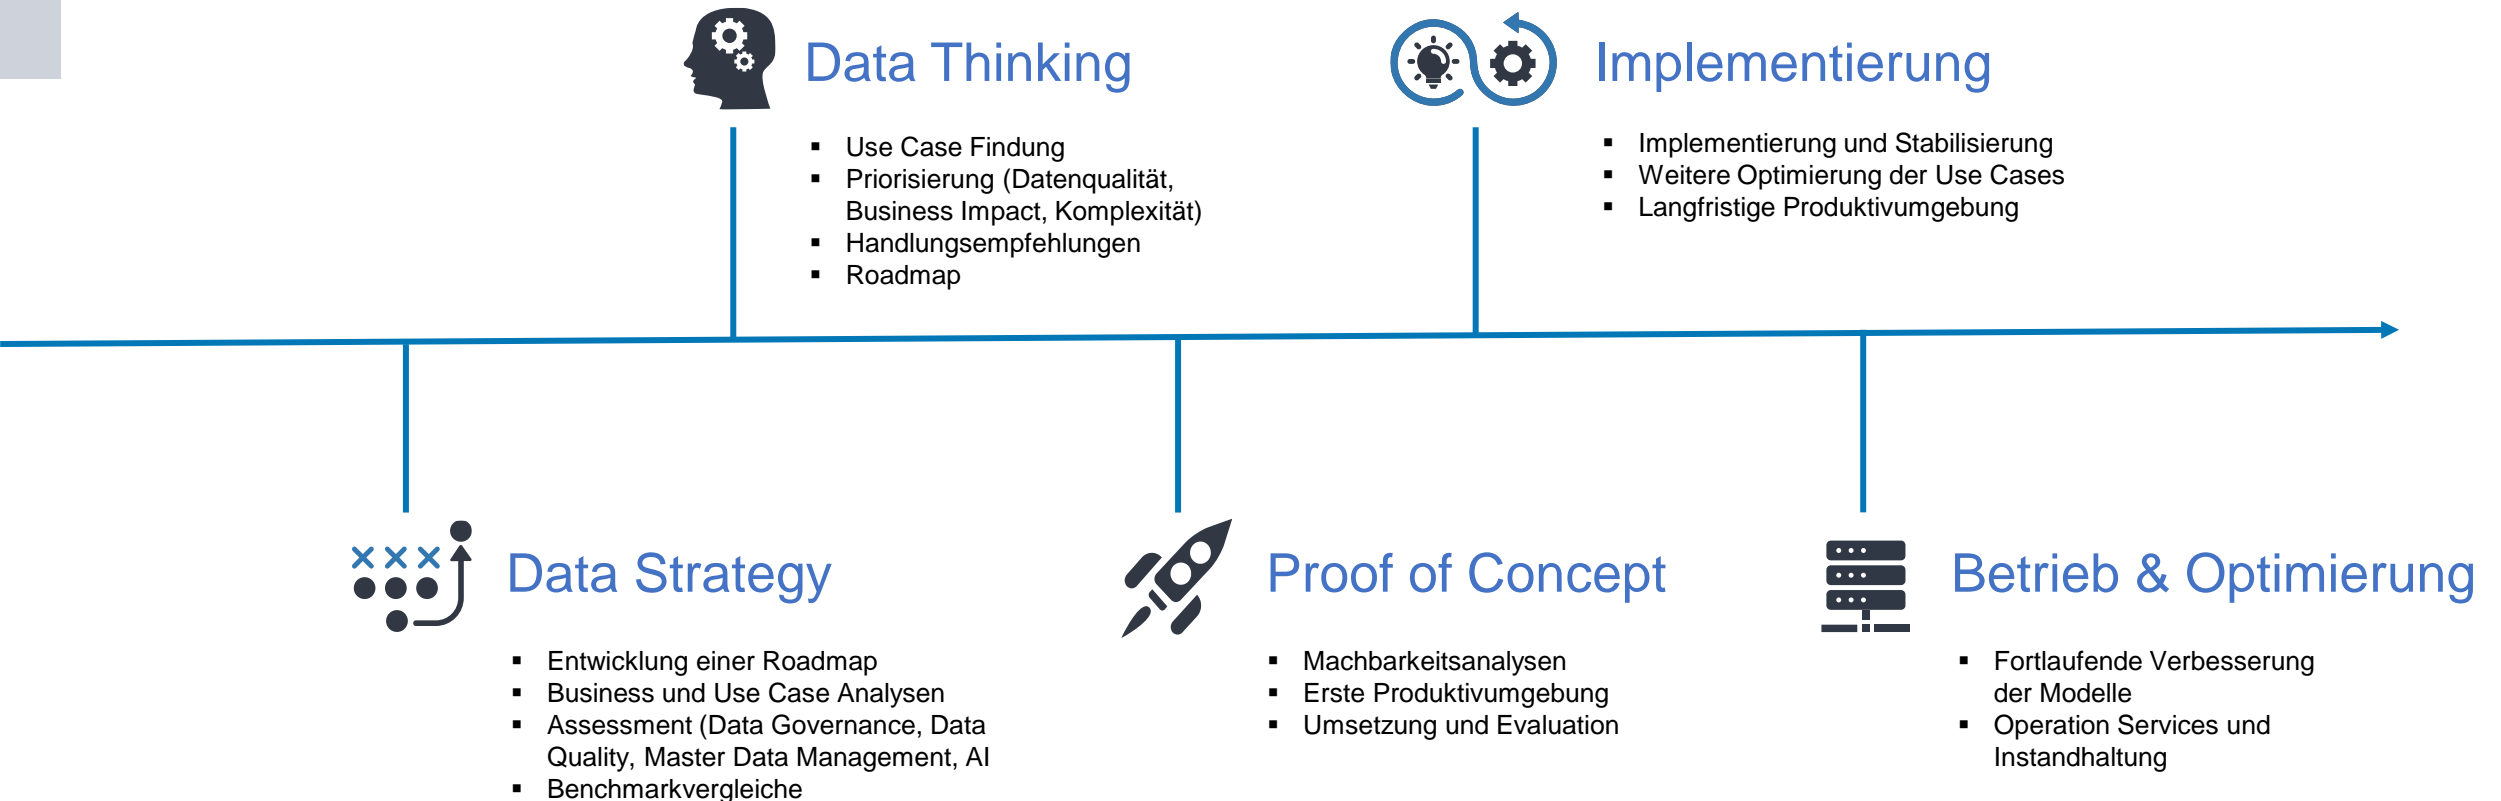 Data Thinking
▪ Use Case Findung
▪ Priorisierung (Datenqualität,
Business Impact, Komplexität)
▪ Handlungsempfehlungen
▪ Roadmap
Implementierung
▪ Implementierung und Stabilisierung
▪ Weitere Optimierung der Use Cases
▪ Langfristige Produktivumgebung
Data Strategy
▪ Entwicklung einer Roadmap
▪ Business und Use Case Analysen
▪ Assessment (Data Governance, Data
Quality, Master Data Management, AI
▪ Benchmarkvergleiche
Proof of Concept
▪ Machbarkeitsanalysen
▪ Erste Produktivumgebung
▪ Umsetzung und Evaluation
Betrieb & Optimierung
▪ Fortlaufende Verbesserung
der Modelle
▪ Operation Services und
Instandhaltung